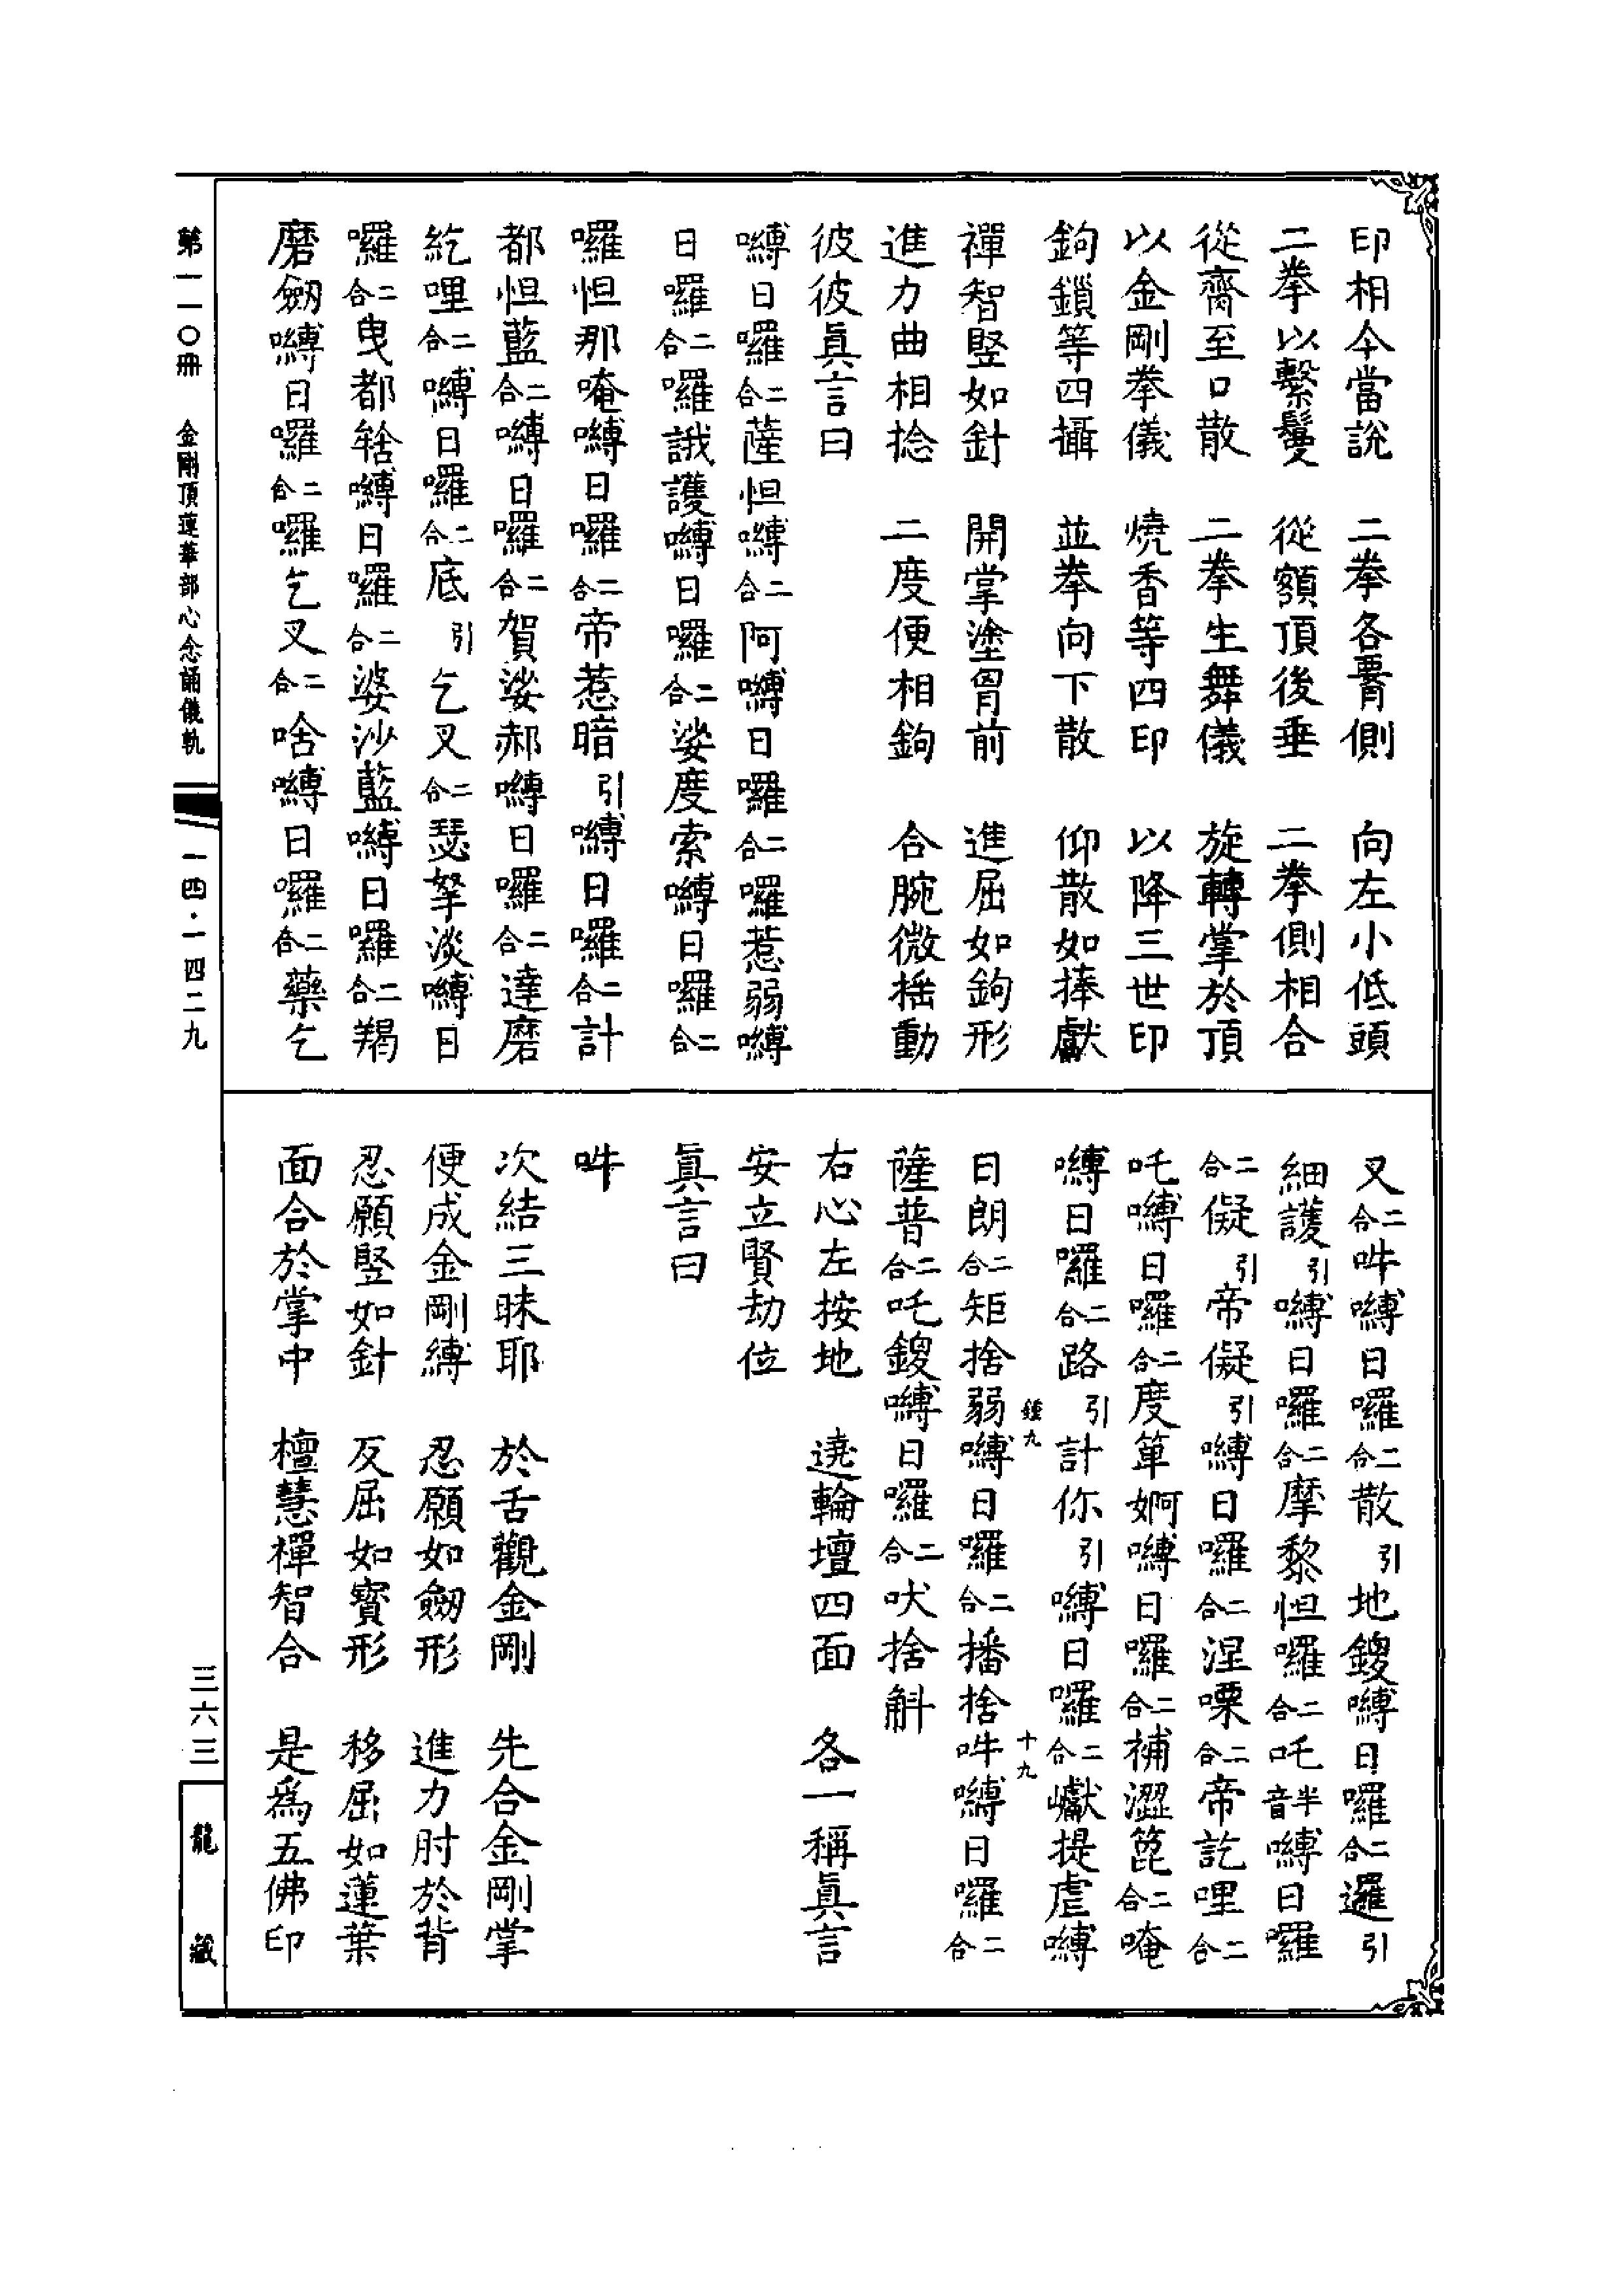 印相今當說　二拳各䝿側　向左小低頭
二拳以繫鬘　從額頂後垂　二拳側相合
從臍至口散　二拳生舞儀　旋轉掌於頂
以金剛拳儀　燒香等四印　以降三世印
鉤鎖等四攝　並拳向下散　仰散如捧獻
禪智竪如針　開掌塗胷前　進屈如鉤形
進力曲相捻　二度便相鉤　合腕微搖動
彼彼眞言曰
嚩日囉二合薩怛嚩二合阿嚩日囉二合囉惹弱嚩
日囉二合囉誐護嚩日囉二合娑度索嚩日囉二合
囉怛那唵嚩日囉二合帝惹暗引嚩日囉二合計
都怛藍二合嚩日囉二合賀娑郝嚩日囉二合達磨
紇哩二合嚩日囉二合底引乞叉二合瑟拏淡嚩日
囉二合曳都㗿嚩日囉二合婆沙藍嚩日囉二合羯
磨劒嚩日囉二合囉乞叉二合唅嚩日囉二合藥乞
叉二合吽嚩日囉二合散引地鑁嚩日囉二合邏引
細護引嚩日囉二合摩黎怛囉二合吒半音嚩日囉
二合儗引帝儗引嚩日囉二合涅㗚二合帝訖哩二合
吒嚩日囉二合度箄婀嚩日囉二合補澀箆二合唵
嚩日囉二合路引計你引嚩日囉二合巘提虐嚩
日朗二合矩捨弱嚩日囉二合播捨吽嚩日囉二合
薩普二合吒鑁嚩日囉二合吠捨斛
右心左按地　遶輪壇四面　各一稱眞言
安立賢劫位
眞言曰
吽
次結三昧耶　於舌觀金剛　先合金剛掌
便成金剛縛　忍願如劒形　進力肘於背
忍願竪如針　反屈如寶形　移屈如蓮葉
面合於掌中　檀慧禪智合　是爲五佛印
鍾九
十九
第一一〇冊　金剛頂蓮華部心念誦儀軌
一四·一四二九
三六三
龍藏